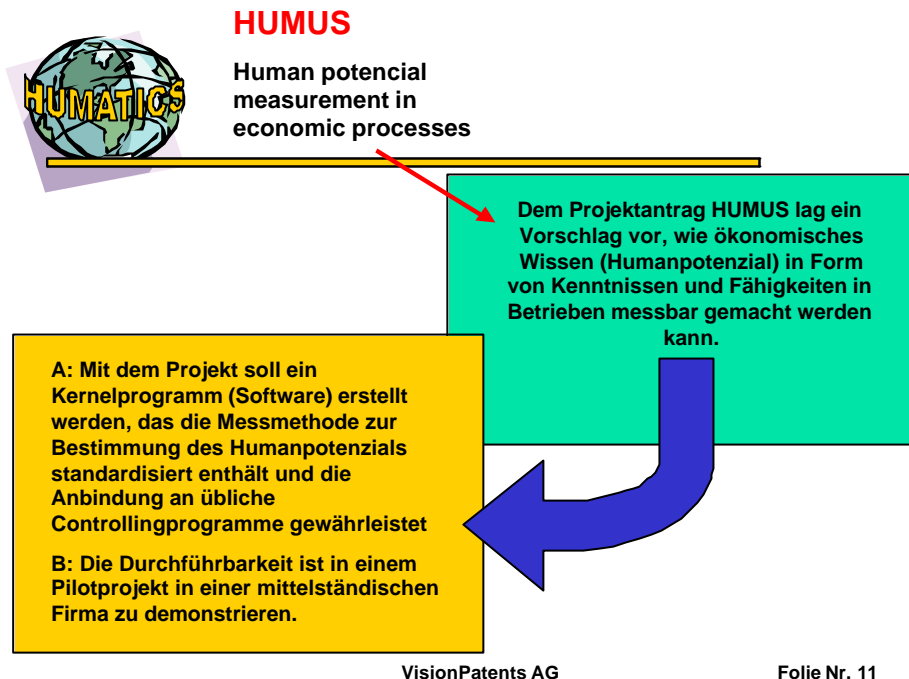 HUMUS
HUMATICS
Human potencial
measurement in
economic processes
Dem Projektantrag HUMUS lag ein
Vorschlag vor, wie ökonomisches
Wissen (Humanpotenzial) in Form
von Kenntnissen und Fähigkeiten in
Betrieben messbar gemacht werden
kann.
A: Mit dem Projekt soll ein
Kernelprogramm (Software) erstellt
werden, das die Messmethode zur
Bestimmung des Humanpotenzials
standardisiert enthält und die
Anbindung an übliche
Controllingprogramme gewährleistet
B: Die Durchführbarkeit ist in einem
Pilotprojekt in einer mittelständischen
Firma zu demonstrieren.
VisionPatents AG
Folie Nr. 11